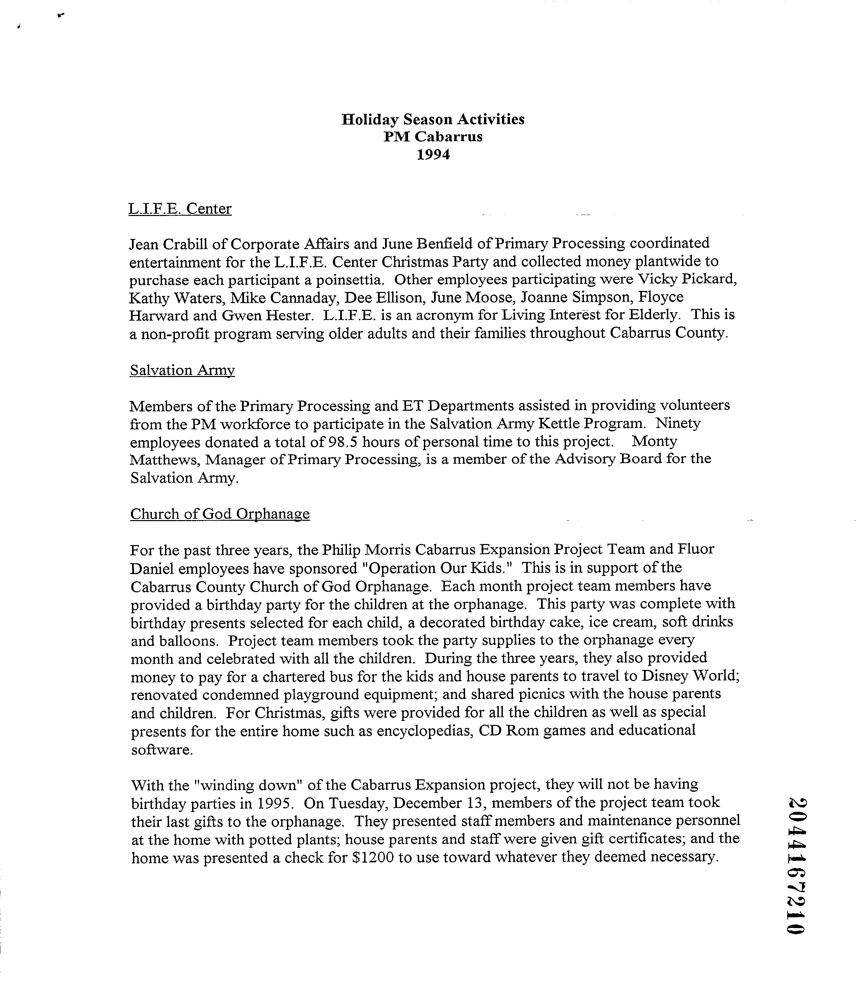 Holiday Season Activities
PM Cabarrus
1994
L.I.F.E. Center
Jean Crabill of Corporate Affairs and June Benfield of Primary Processing coordinated
entertainment for the L.I.F.E. Center Christmas Party and collected money plantwide to
purchase each participant a poinsettia. Other employees participating were Vicky Pickard,
Kathy Waters, Mike Cannaday, Dee Ellison, June Moose, Joanne Simpson, Floyce
Harward and Gwen Hester. L.I.F.E. is an acronym for Living Interest for Elderly. This is
a non-profit program serving older adults and their families throughout Cabarrus County.
Salvation Army
Members of the Primary Processing and ET Departments assisted in providing volunteers
from the PM workforce to participate in the Salvation Army Kettle Program. Ninety
employees donated a total of 98.5 hours of personal time to this project. Monty
Matthews, Manager of Primary Processing, is a member of the Advisory Board for the
Salvation Army.
Church of God Orphanage
For the past three years, the Philip Morris Cabarrus Expansion Project Team and Fluor
Daniel employees have sponsored "Operation Our Kids." This is in support of the
Cabarrus County Church of God Orphanage. Each month project team members have
provided a birthday party for the children at the orphanage. This party was complete with
birthday presents selected for each child, a decorated birthday cake, ice cream, soft drinks
and balloons. Project team members took the party supplies to the orphanage every
month and celebrated with all the children. During the three years, they also provided
money to pay for a chartered bus for the kids and house parents to travel to Disney World;
renovated condemned playground equipment; and shared picnics with the house parents
and children. For Christmas, gifts were provided for all the children as well as special
presents for the entire home such as encyclopedias, CD Rom games and educational
software.
With the "winding down" of the Cabarrus Expansion project, they will not be having
birthday parties in 1995. On Tuesday, December 13, members of the project team took
their last gifts to the orphanage. They presented staff members and maintenance personnel
at the home with potted plants; house parents and staff were given gift certificates; and the
home was presented a check for $1200 to use toward whatever they deemed necessary.
2044167210